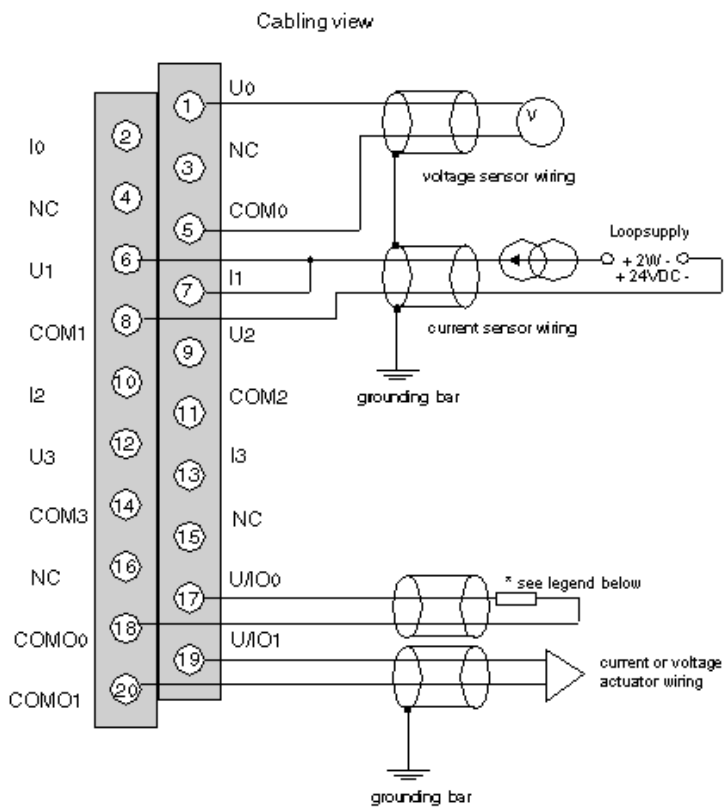 Cabling view
U0
1
2
I0
NC
3
voltage sensor wiring
V
4
NC
COM0
5
6
U1
I1
7
Loopsupply
+ 2W -
+ 24VDC -
8
COM1
U2
9
current sensor wiring
10
I2
COM2
11
grounding bar
12
U3
I3
13
14
COM3
NC
15
16
NC
U/IO0
17
* see legend below
18
COMO0
U/IO1
19
current or voltage
actuator wiring
20
COMO1
grounding bar